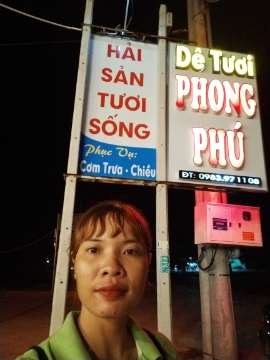 HẢI
SẢN
TƯƠI
SỐNG
Phục Vụ:
Cơm Trưa - Chiều
Dê Tươi
PHONG
PHÚ
ĐT: 0983.971108